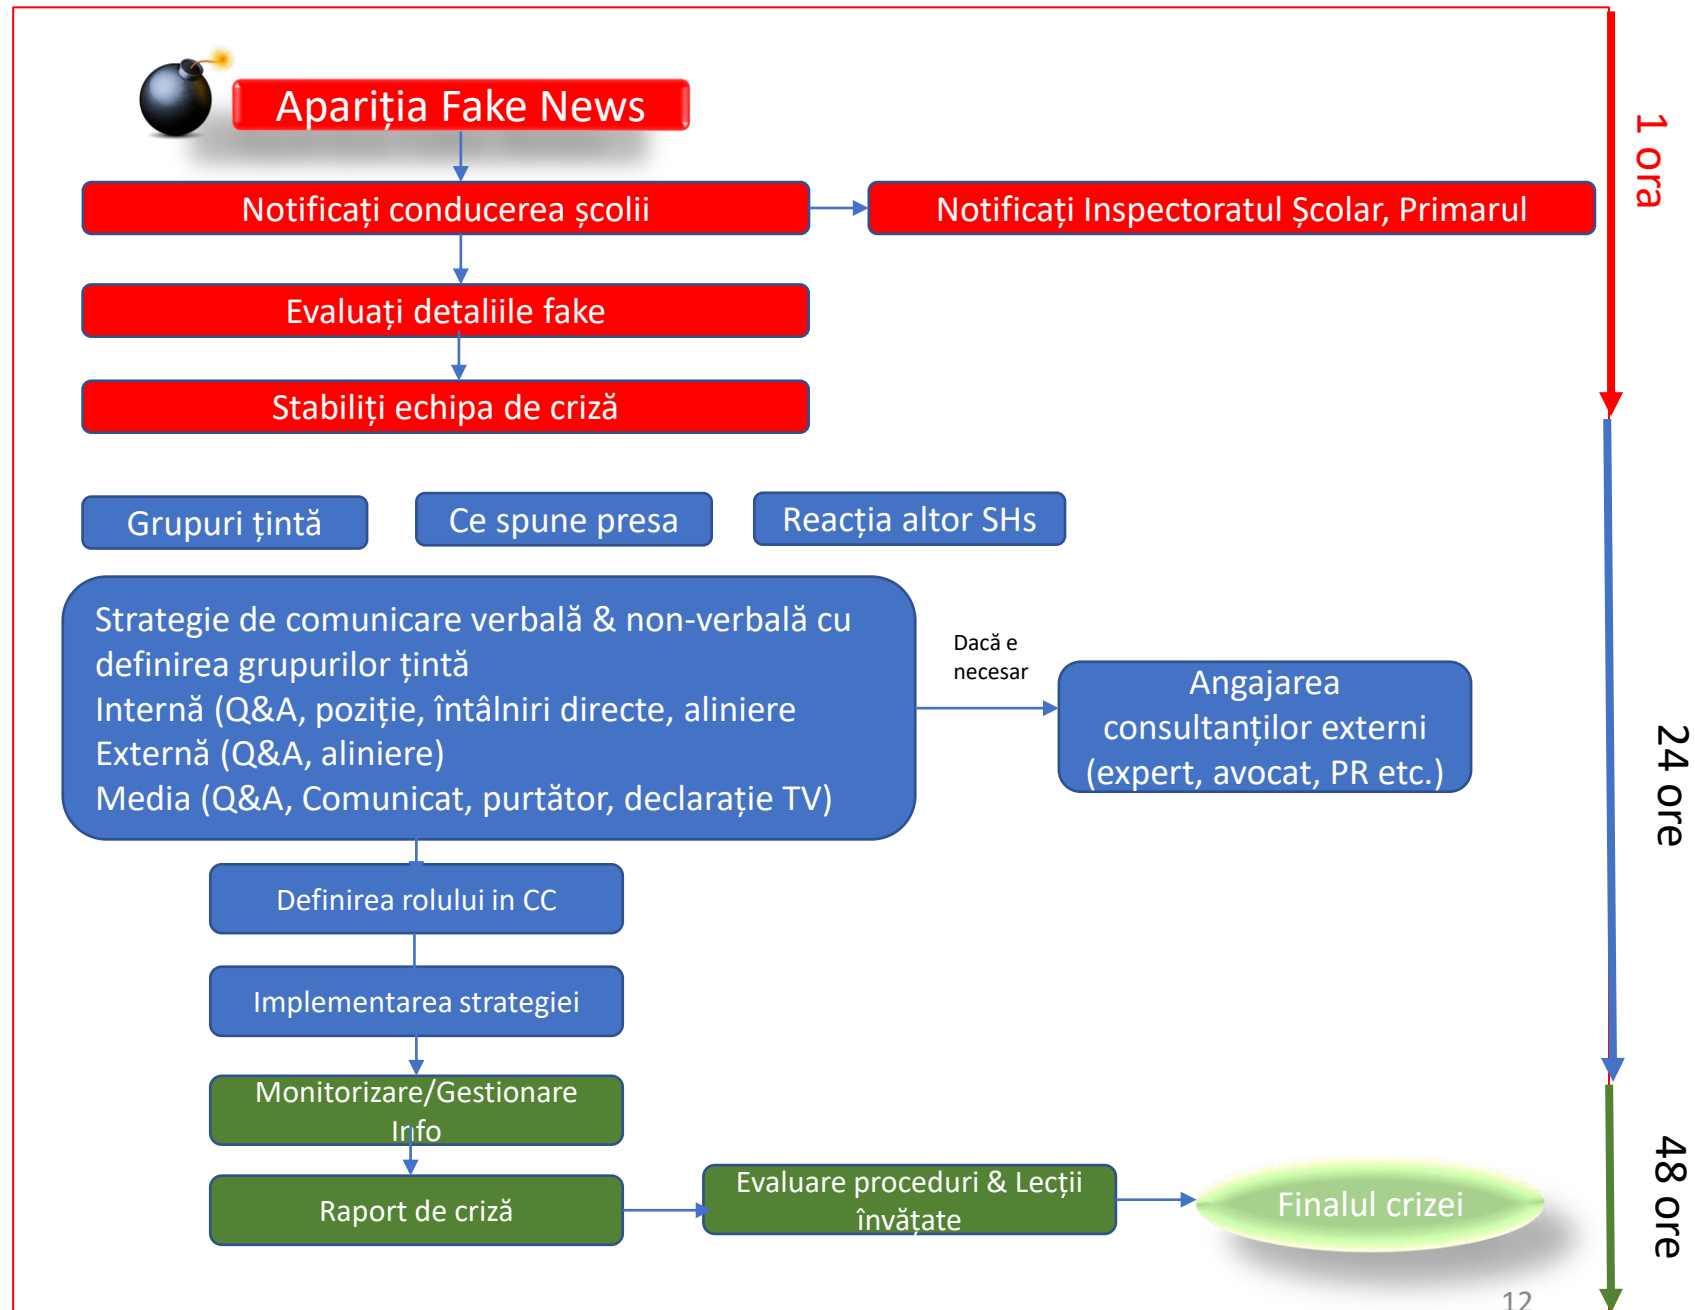 Apariția Fake News
1 ora
Notificați conducerea școlii
Notificați Inspectoratul Școlar, Primarul
Evaluați detaliile fake
Stabiliți echipa de criză
Grupuri țintă
Ce spune presa
Reacția altor SHs
Strategie de comunicare verbală & non-verbală cu
definirea grupurilor țintă
Internă (Q&A, poziție, întâlniri directe, aliniere
Externă (Q&A, aliniere)
Media (Q&A, Comunicat, purtător, declarație TV)
Dacă e
necesar
Angajarea
consultanților externi
(expert, avocat, PR etc.)
24 ore
Definirea rolului in CC
Implementarea strategiei
Monitorizare/Gestionare
Info
Raport de criză
Evaluare proceduri & Lecții
învățate
Finalul crizei
48 ore
12